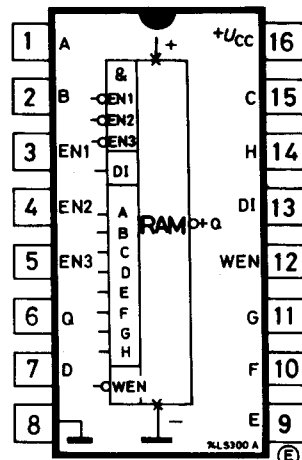 1 A + +UCC 16
&
2 B EN1 C 15
EN2
3 EN1 EN3 H 14
DI
4 EN2 A RAM +Q DI 13
B
5 EN3 C WEN 12
D
E
6 Q F G 11
G
7 D H F 10
WEN
8 − E 9
74LS300 A
E